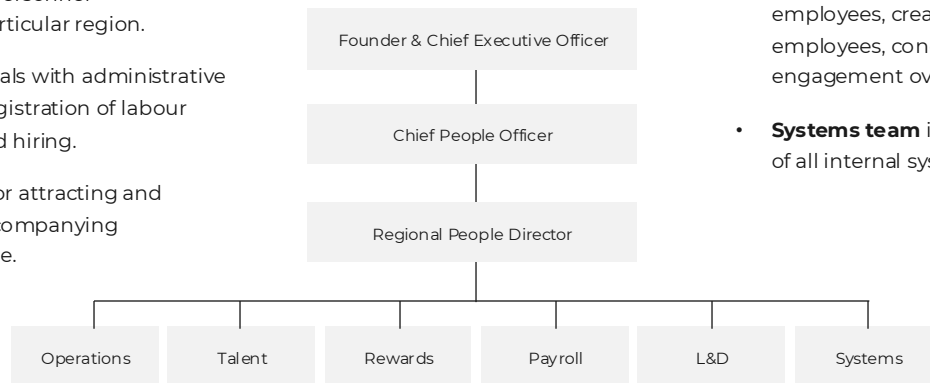 rticular region.
als with administrative
gistration of labour
d hiring.
or attracting and
companying
e.
Founder & Chief Executive Officer
Chief People Officer
Regional People Director
Operations
Talent
Rewards
Payroll
L&D
Systems
employees, crea
employees, con
engagement ov
• Systems team i
of all internal sys